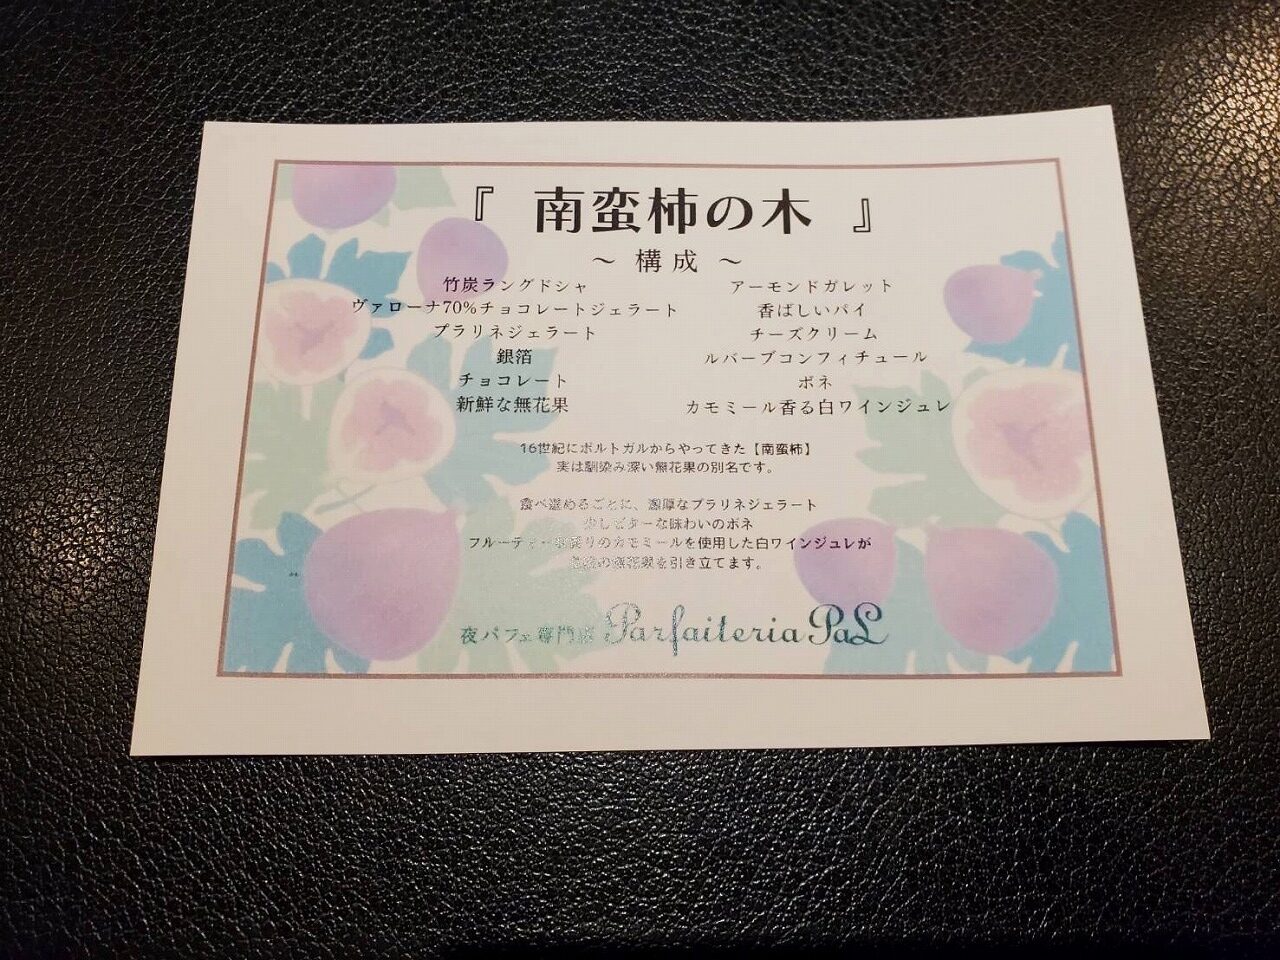 『 南蛮柿の木 』
～ 構成 ～
竹炭ラングドシャ
ヴァローナ70%チョコレートジェラート
プラリネジェラート
銀箔
チョコレート
新鮮な無花果
アーモンドガレット
香ばしいパイ
チーズクリーム
ルバーブコンフィチュール
ボネ
カモミール香る白ワインジュレ
16世紀にポルトガルからやってきた【南蛮柿】
実は馴染み深い無花果の別名です。
食べ進めるごとに、濃厚なプラリネジェラート
少しビターな味わいのボネ
フルーティーな香りのカモミールを使用した白ワインジュレが
を引き立てます。
夜パフェ専門店 Parfaiteria PaL